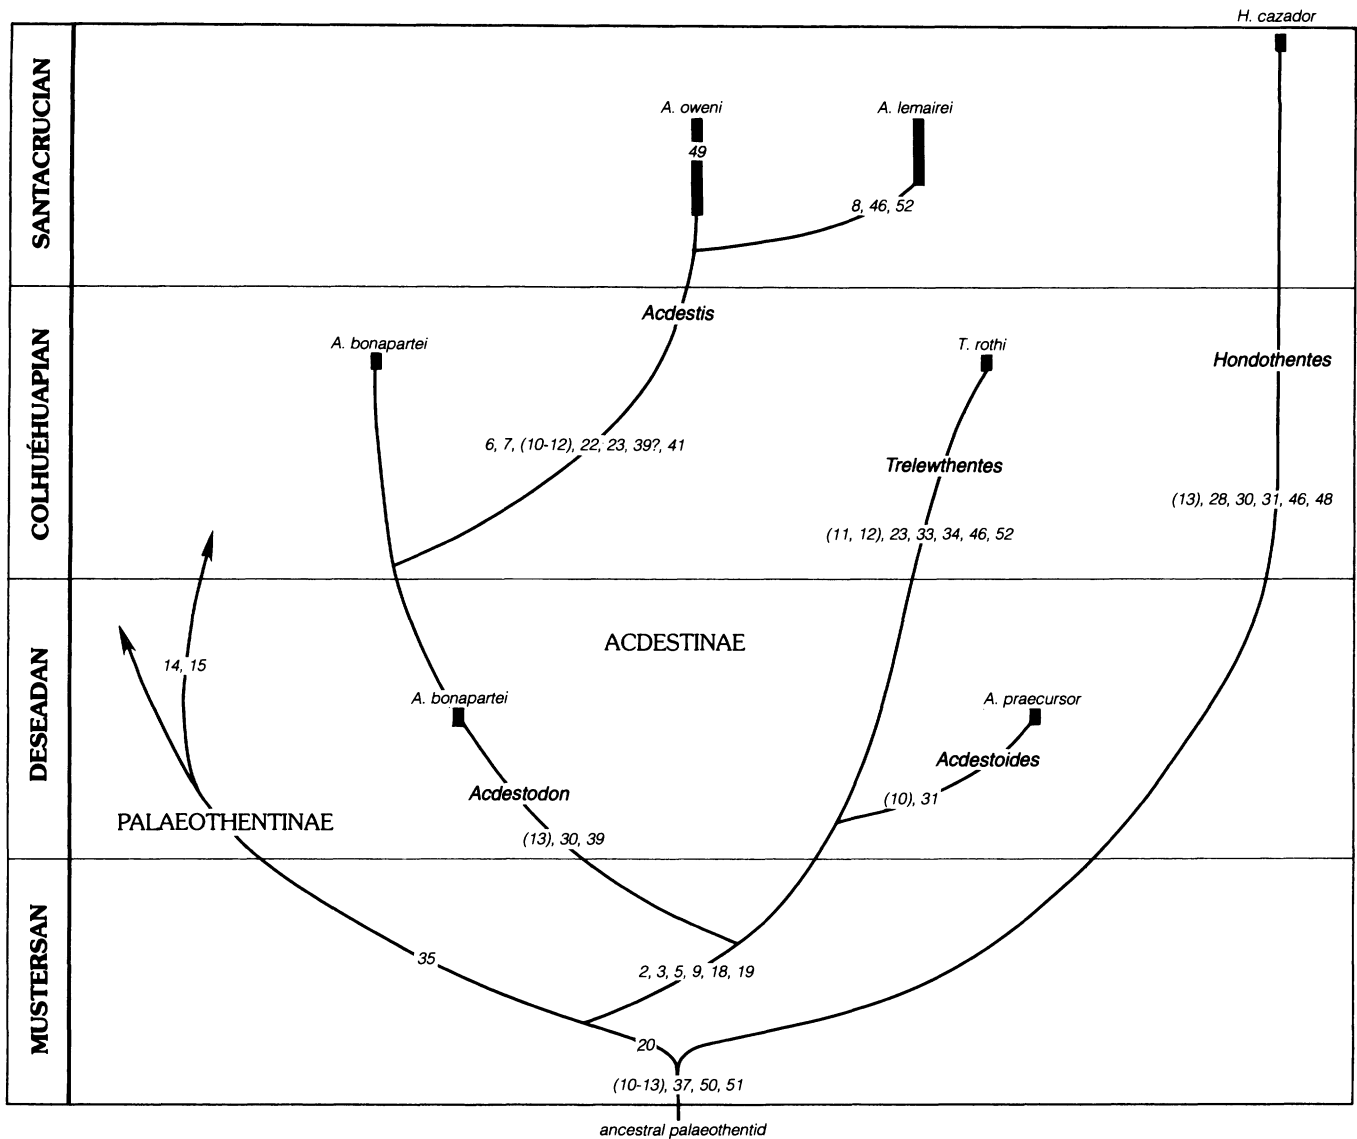 H. cazador
SANTACRUCIAN
A. oweni
A. lemairei
49
8, 46, 52
COLHUÉHUAPIAN
Acdestis
A. bonapartei
T. rothi
Hondothentes
6, 7, (10-12), 22, 23, 39?, 41
Trelewthentes
(13), 28, 30, 31, 46, 48
(11, 12), 23, 33, 34, 46, 52
DESEADAN
ACDESTINAE
14, 15
A. bonapartei
A. praecursor
Acdestoides
Acdestodon
(10), 31
PALAEOTHENTINAE
(13), 30, 39
MUSTERSAN
35
2, 3, 5, 9, 18, 19
20
(10-13), 37, 50, 51
ancestral palaeothentid